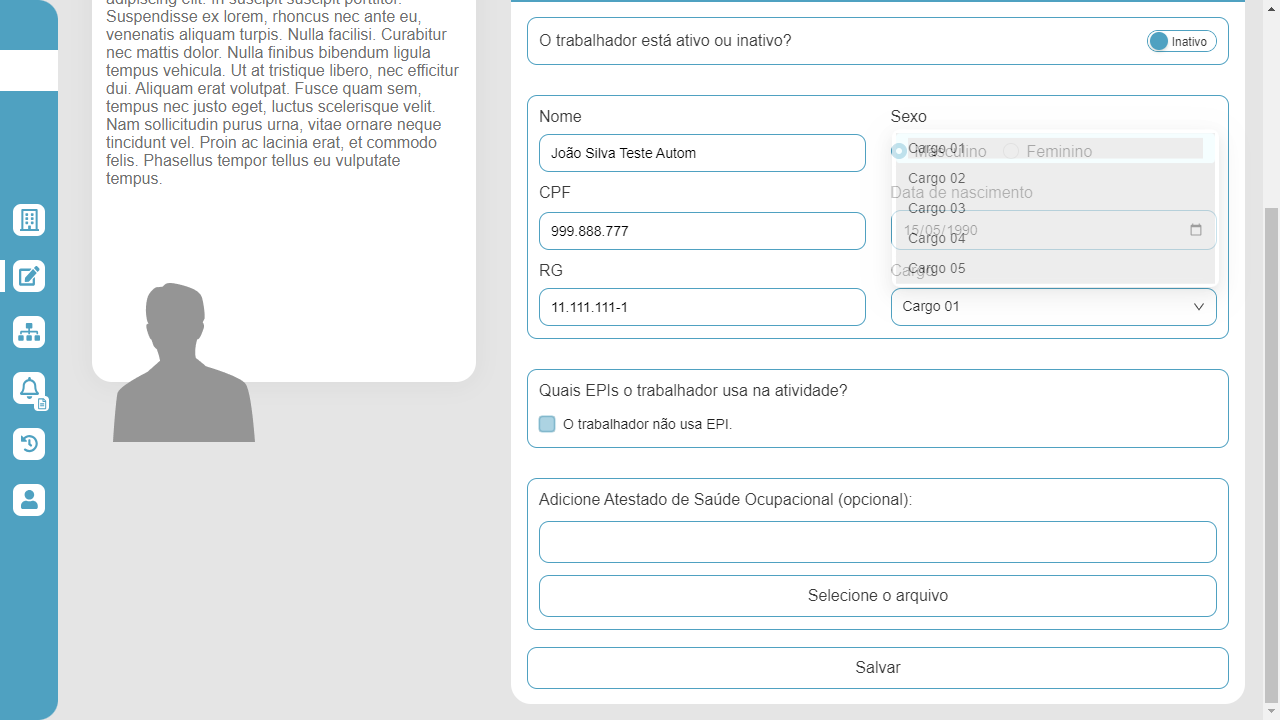 adipiscing elit. In suscipit suscipit porttitor.
Suspendisse ex lorem, rhoncus nec ante eu,
venenatis aliquam turpis. Nulla facilisi. Curabitur
nec mattis dolor. Nulla finibus bibendum ligula
tempus vehicula. Ut at tristique libero, nec efficitur
dui. Aliquam erat volutpat. Fusce quam sem,
tempus nec justo eget, luctus scelerisque velit.
Nam sollicitudin purus urna, vitae ornare neque
tincidunt vel. Proin ac lacinia erat, et commodo
felis. Phasellus tempor tellus eu vulputate
tempus.
O trabalhador está ativo ou inativo?
Inativo
Nome
João Silva Teste Autom
CPF
999.888.777
RG
11.111.111-1
Sexo
Masculino
Feminino
Data de nascimento
15/05/1990
Cargo
Cargo 01
Cargo 02
Cargo 03
Cargo 04
Cargo 05
Cargo 01
Quais EPIs o trabalhador usa na atividade?
O trabalhador não usa EPI.
Adicione Atestado de Saúde Ocupacional (opcional):
Selecione o arquivo
Salvar